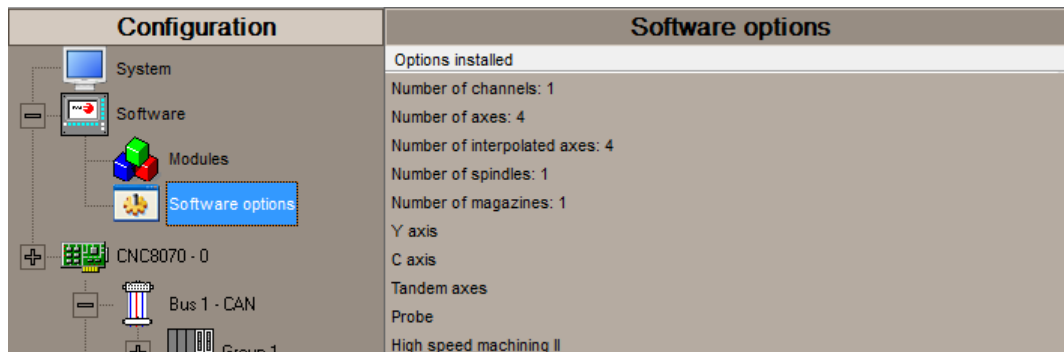 Configuration
System
Software
Modules
Software options
CNC8070 - 0
Bus 1 - CAN
Group 1
Software options
Options installed
Number of channels: 1
Number of axes: 4
Number of interpolated axes: 4
Number of spindles: 1
Number of magazines: 1
Y axis
C axis
Tandem axes
Probe
High speed machining II